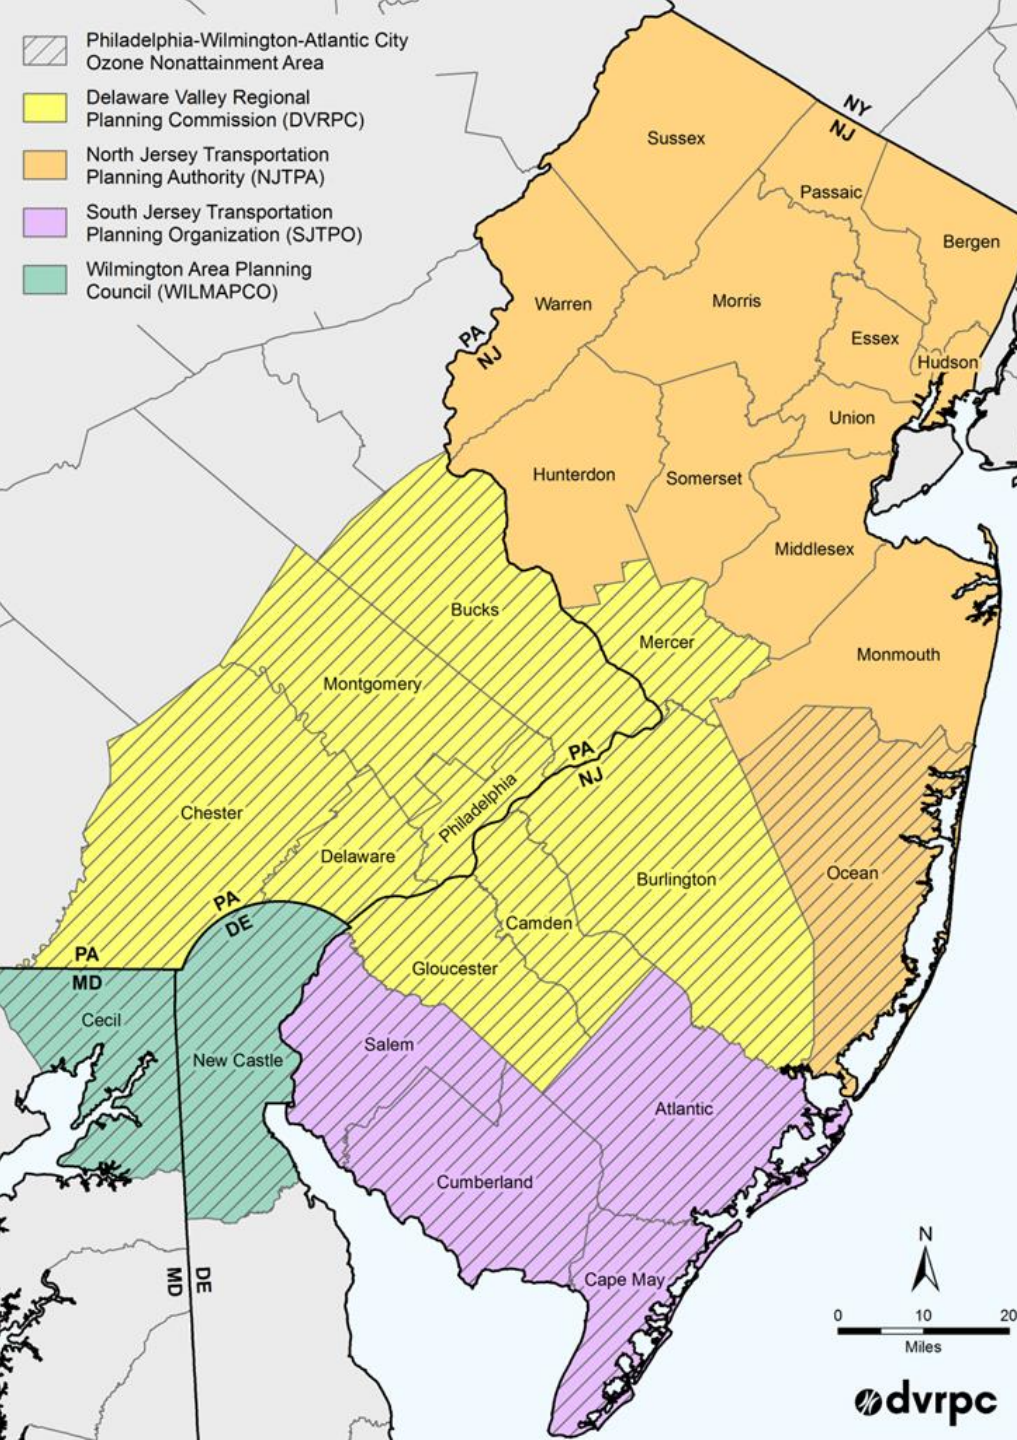 Philadelphia-Wilmington-Atlantic City
Ozone Nonattainment Area
Delaware Valley Regional
Planning Commission (DVRPC)
North Jersey Transportation
Planning Authority (NJTPA)
South Jersey Transportation
Planning Organization (SJTPO)
Wilmington Area Planning
Council (WILMAPCO)
NY
NJ
Sussex
Passaic
Bergen
Warren
Morris
PA
NJ
Essex
Hudson
Union
Hunterdon
Somerset
Middlesex
Bucks
Mercer
Monmouth
Montgomery
PA
NJ
Chester
Philadelphia
Delaware
Burlington
Ocean
PA
DE
Camden
PA
MD
Gloucester
Cecil
New Castle
Salem
Atlantic
Cumberland
Cape May
MD
DE
N
0 10 20
Miles
dvrpc